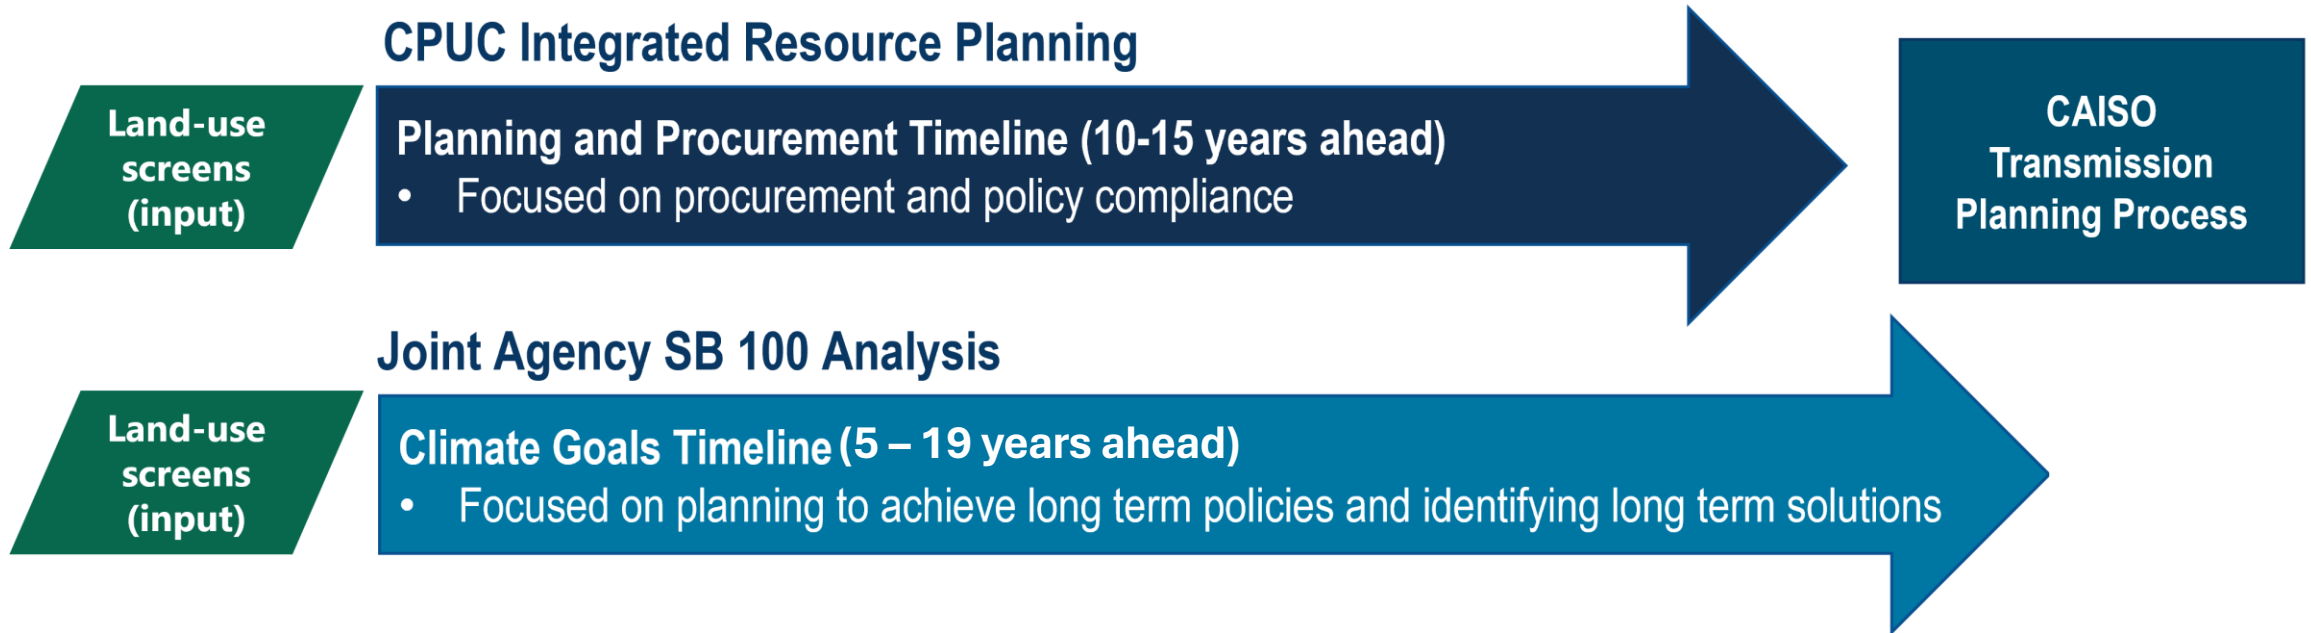 CPUC Integrated Resource Planning
Land-use
screens
(input)
Planning and Procurement Timeline (10-15 years ahead)
• Focused on procurement and policy compliance
CAISO
Transmission
Planning Process
Joint Agency SB 100 Analysis
Land-use
screens
(input)
Climate Goals Timeline (5 – 19 years ahead)
• Focused on planning to achieve long term policies and identifying long term solutions